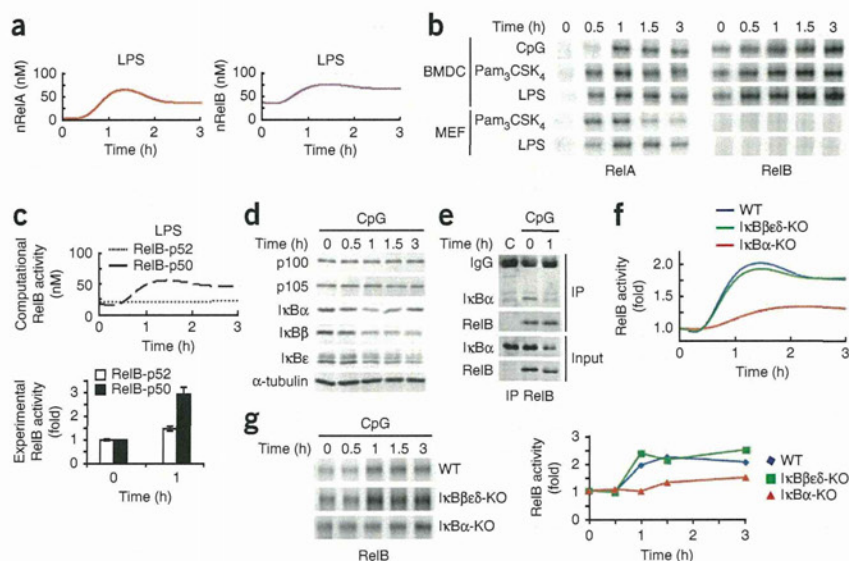 a
LPS
nRelA (nM)
100
50
0
0 1 2 3
Time (h)
LPS
nRelB (nM)
100
50
0
0 1 2 3
Time (h)
b
Time (h) 0 0.5 1 1.5 3 0 0.5 1 1.5 3
BMDC
CpG
Pam3CSK4
LPS
MEF
Pam3CSK4
LPS
RelA RelB
c
LPS
RelB-p52
RelB-p50
Computational
RelB activity
(nM)
100
50
0
0 1 2 3
Time (h)
RelB-p52
RelB-p50
Experimental
RelB activity
(fold)
4
3
2
1
0
0 1
Time (h)
d
CpG
Time (h) 0 0.5 1 1.5 3
p100
p105
IκBα
IκBβ
IκBε
α-tubulin
e
CpG
C 0 1 Time (h)
IgG
IκBα
RelB
IP
IκBα
RelB
Input
IP RelB
f
WT
IκBβεδ-KO
IκBα-KO
RelB activity
(fold)
2.0
1.5
1.0
0 1 2 3
Time (h)
g
CpG
Time (h) 0 0.5 1 1.5 3
WT
IκBβεδ-KO
IκBα-KO
RelB
RelB activity
(fold)
3
2
1
0
0 1 2 3
Time (h)
WT
IκBβεδ-KO
IκBα-KO